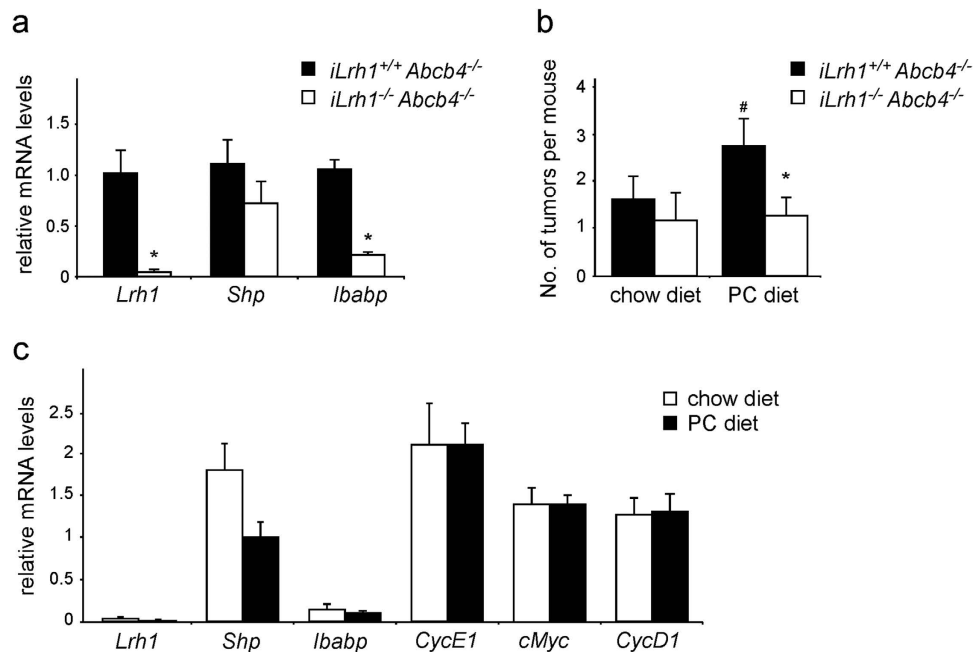 a
iLrh1+/+ Abcb4-/-
iLrh1-/- Abcb4-/-
relative mRNA levels
1.5
1.0
0.5
0
*
*
Lrh1 Shp Ibabp
b
iLrh1+/+ Abcb4-/-
iLrh1-/- Abcb4-/-
No. of tumors per mouse
4
3
2
1
0
#
*
chow diet PC diet
c
chow diet
PC diet
relative mRNA levels
2.5
2
1.5
1
0.5
0
Lrh1 Shp Ibabp CycE1 cMyc CycD1